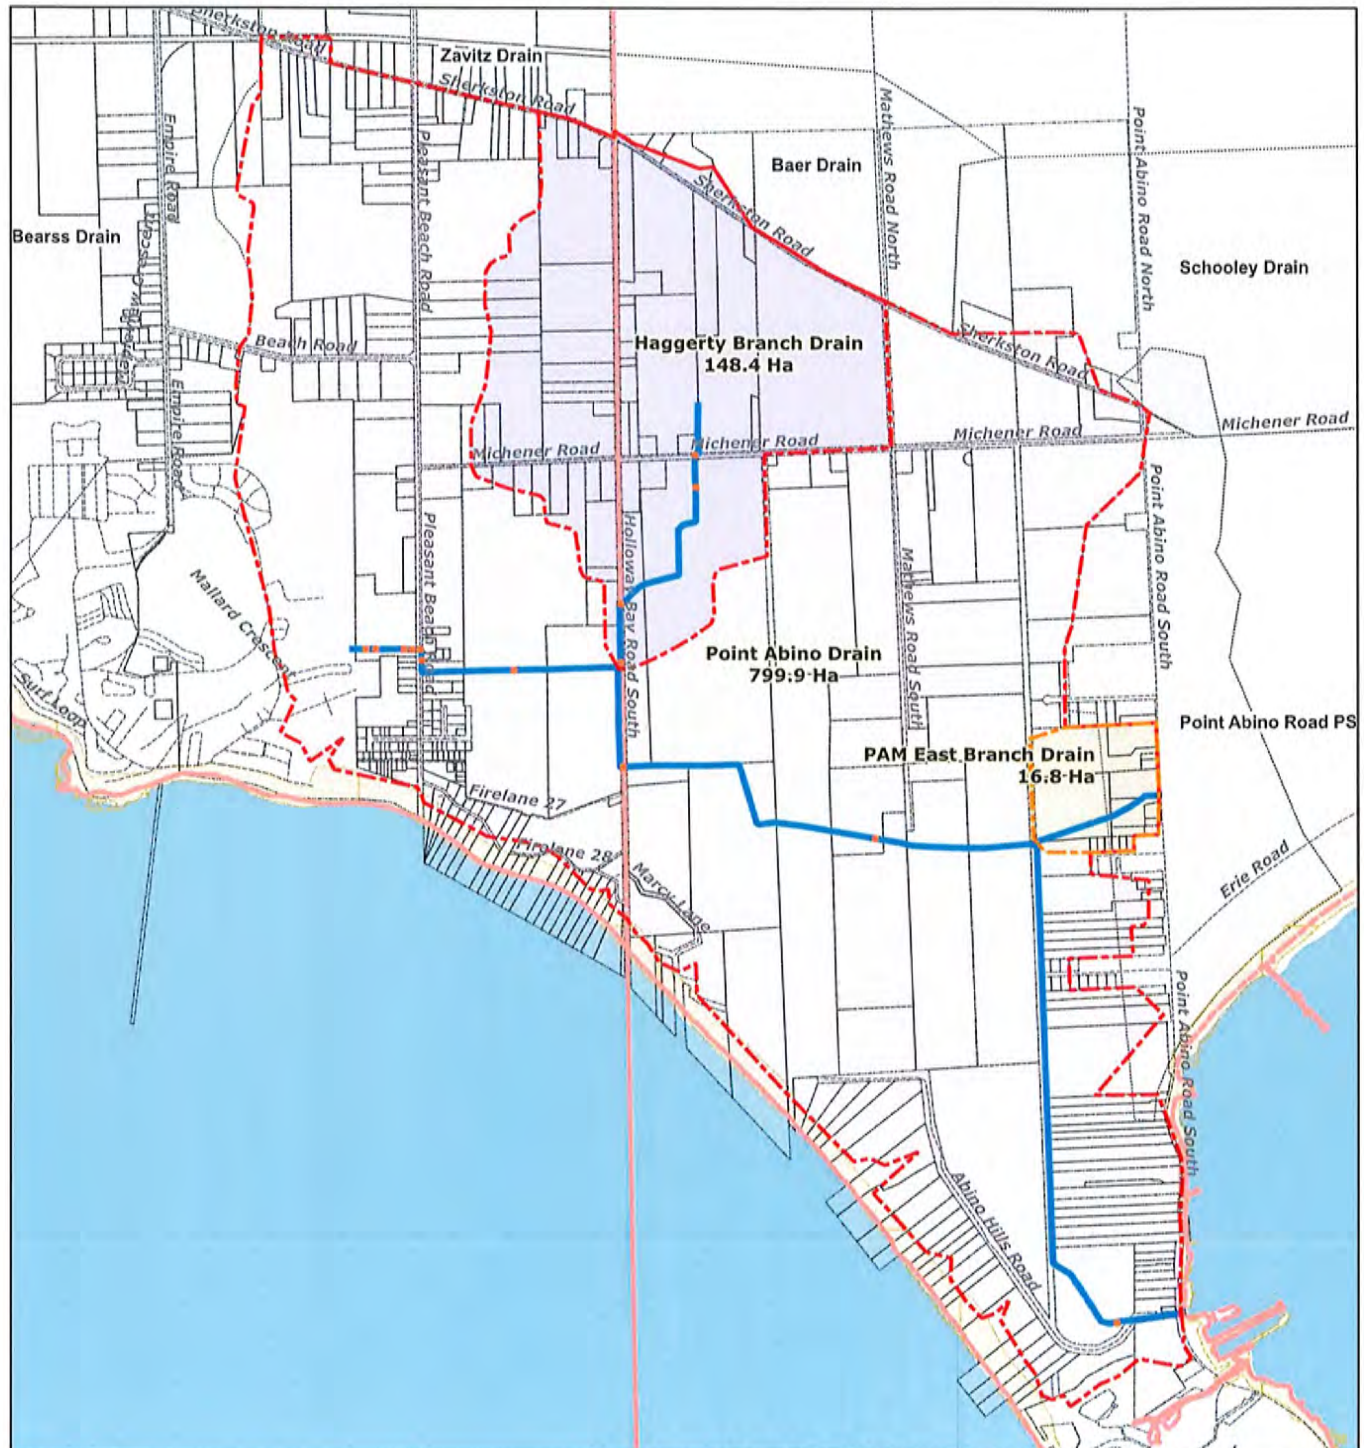 Sherkston Road
Zavitz Drain
Sherkston Road
Empire Road
Pleasant Beach Road
Mathews Road North
Point Abino Road North
Baer Drain
Sherkston Road
Bearss Drain
Schooley Drain
Beach Road
Haggerty Branch Drain
148.4 Ha
Sherkston Road
Empire Road
Michener Road
Michener Road
Michener Road
Michener Road
Point Abino Road South
Pleasant Beach Road
Holloway Bay Road South
Mathews Road South
Mallard Crescent
Point Abino Drain
799.9 Ha
Surf Loop
Point Abino Road PS
PAM East Branch Drain
16.8 Ha
Firelane 27
Firelane 28
Marcy Lane
Erie Road
Point Abino Road South
Abino Hills Road